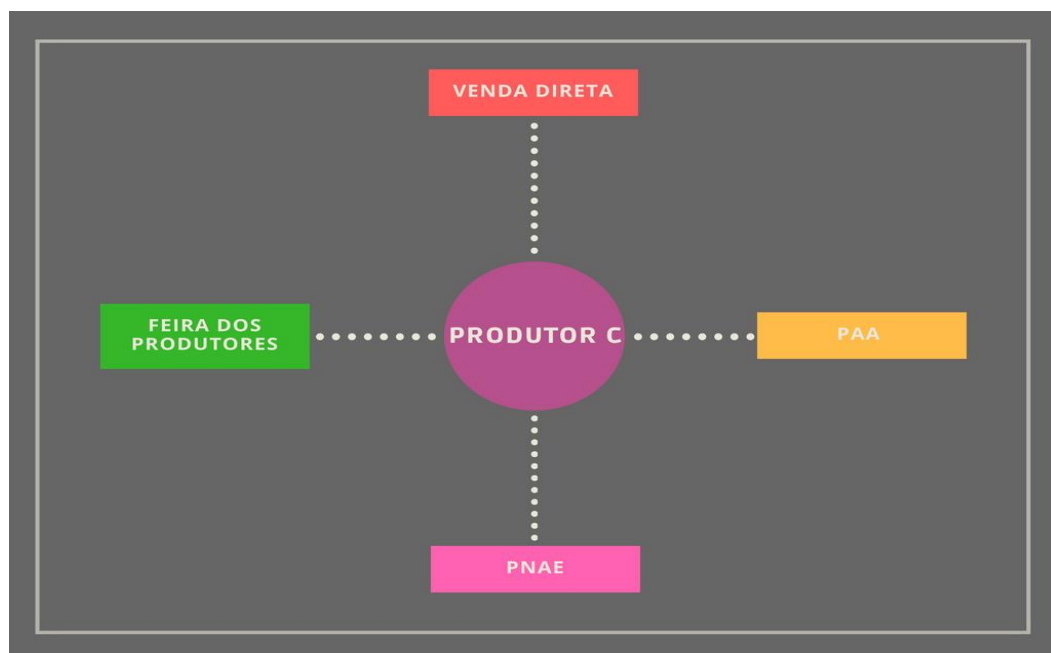 VENDA DIRETA
FEIRA DOS
PRODUTORES
PRODUTOR C
PAA
PNAE